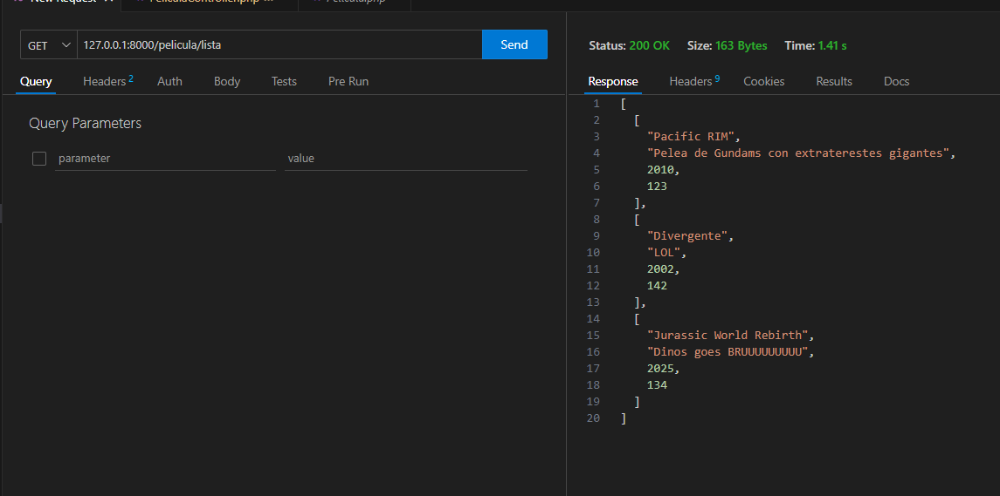 New Request
PeliculaController.php
Pelicula.php
GET 127.0.0.1:8000/pelicula/lista Send
Query Headers 2 Auth Body Tests Pre Run
Query Parameters
parameter value
Status: 200 OK Size: 163 Bytes Time: 1.41 s
Response Headers 9 Cookies Results Docs
1 [
2 [
3 "Pacific RIM",
4 "Pelea de Gundams con extraterestes gigantes",
5 2010,
6 123
7 ],
8 [
9 "Divergente",
10 "LOL",
11 2002,
12 142
13 ],
14 [
15 "Jurassic World Rebirth",
16 "Dinos goes BRUUUUUUUUU",
17 2025,
18 134
19 ]
20 ]